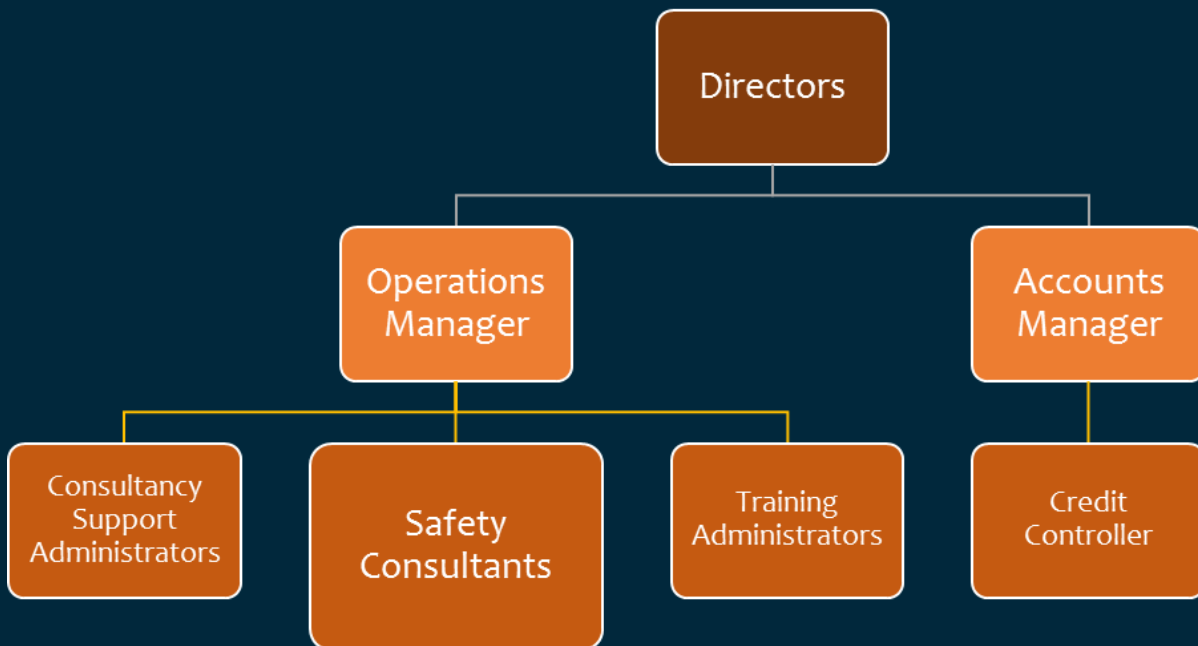 Directors
Operations
Manager
Accounts
Manager
Consultancy
Support
Administrators
Safety
Consultants
Training
Administrators
Credit
Controller